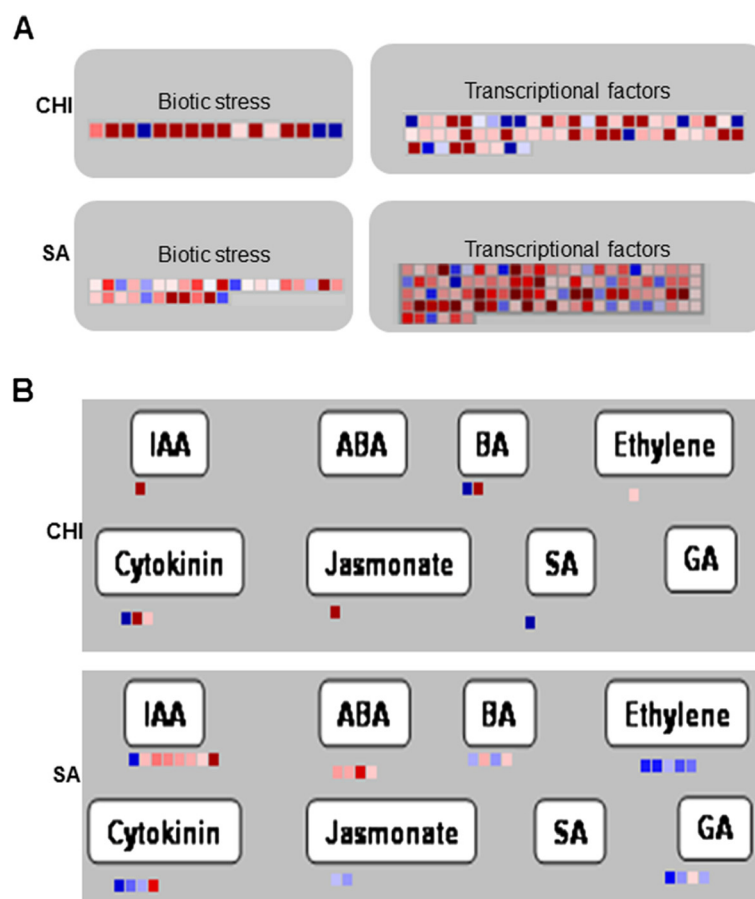 A
CHI
Biotic stress
Transcriptional factors
SA
Biotic stress
Transcriptional factors
B
CHI
IAA
ABA
BA
Ethylene
Cytokinin
Jasmonate
SA
GA
SA
IAA
ABA
BA
Ethylene
Cytokinin
Jasmonate
SA
GA